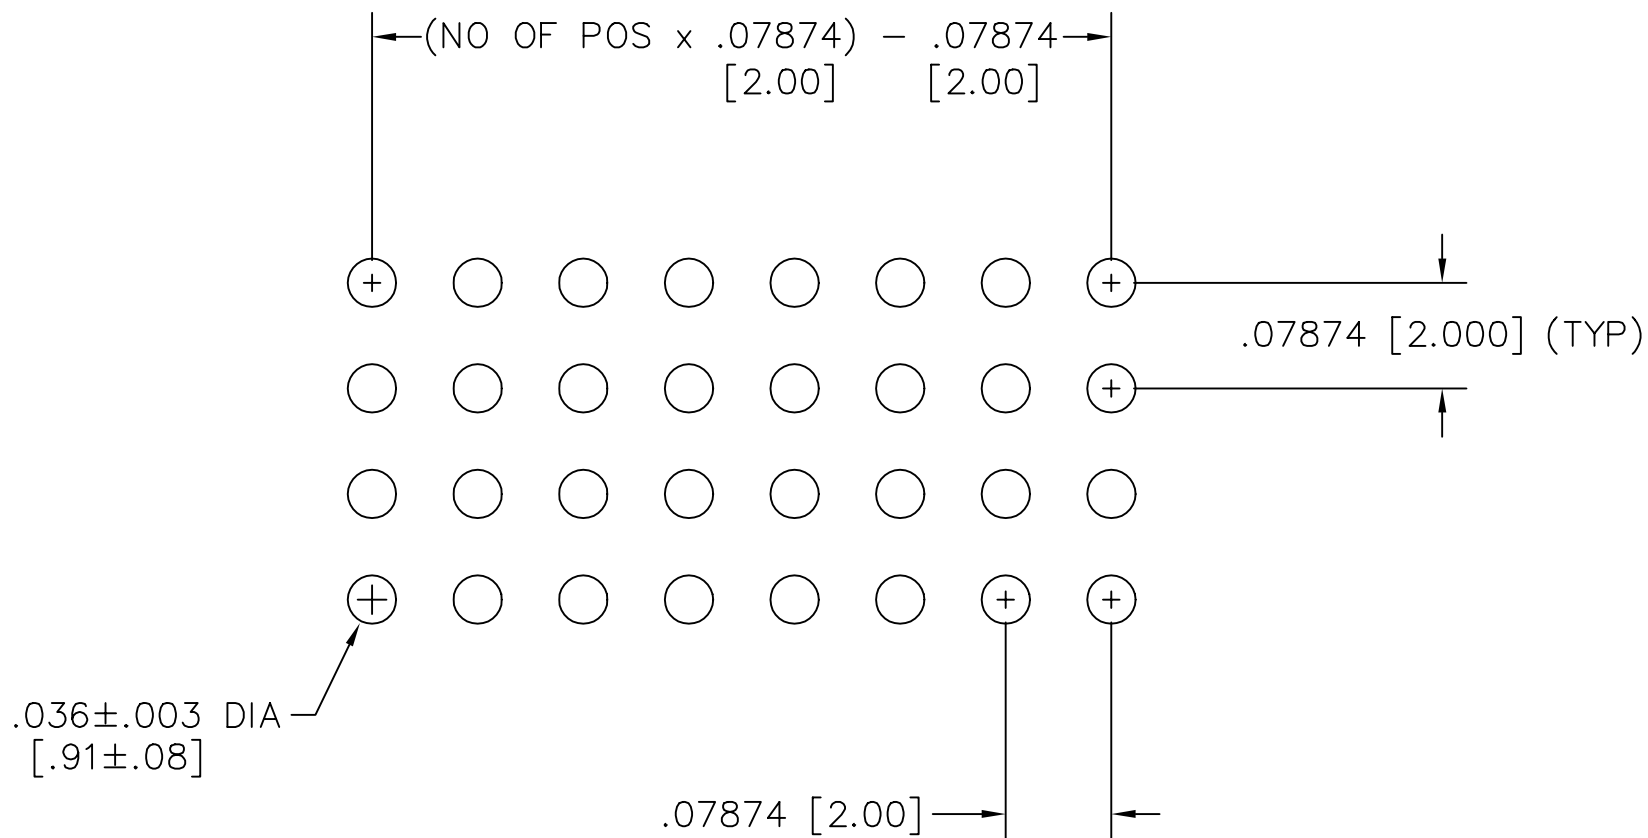 (NO OF POS x .07874) - .07874
[2.00] [2.00]
.07874 [2.000] (TYP)
.036±.003 DIA
[.91±.08]
.07874 [2.00]